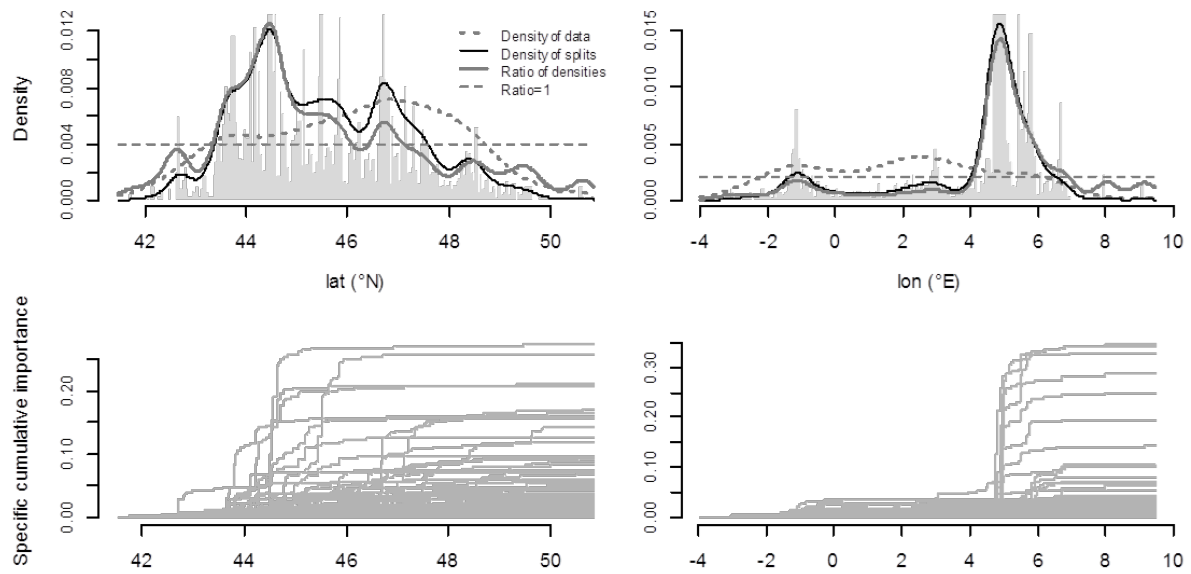 Density
0.012
0.008
0.004
0.000
Density of data
Density of splits
Ratio of densities
Ratio=1
42 44 46 48 50
lat (°N)
0.015
0.010
0.005
0.000
-4 -2 0 2 4 6 8 10
lon (°E)
Specific cumulative importance
0.20
0.10
0.00
42 44 46 48 50
0.30
0.20
0.10
0.00
-4 -2 0 2 4 6 8 10